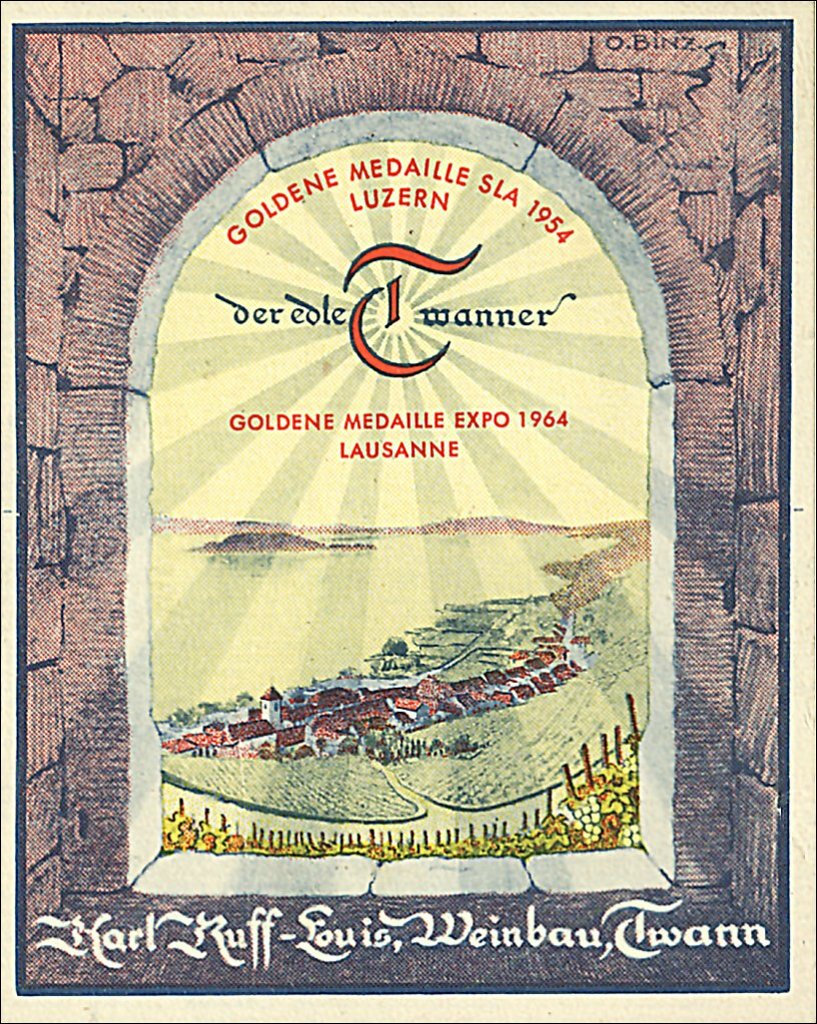 O. BINZ.
GOLDENE MEDAILLE SLA 1954
LUZERN
der edle Twanner
GOLDENE MEDAILLE EXPO 1964
LAUSANNE
Karl Ruff-Louis, Weinbau, Twann